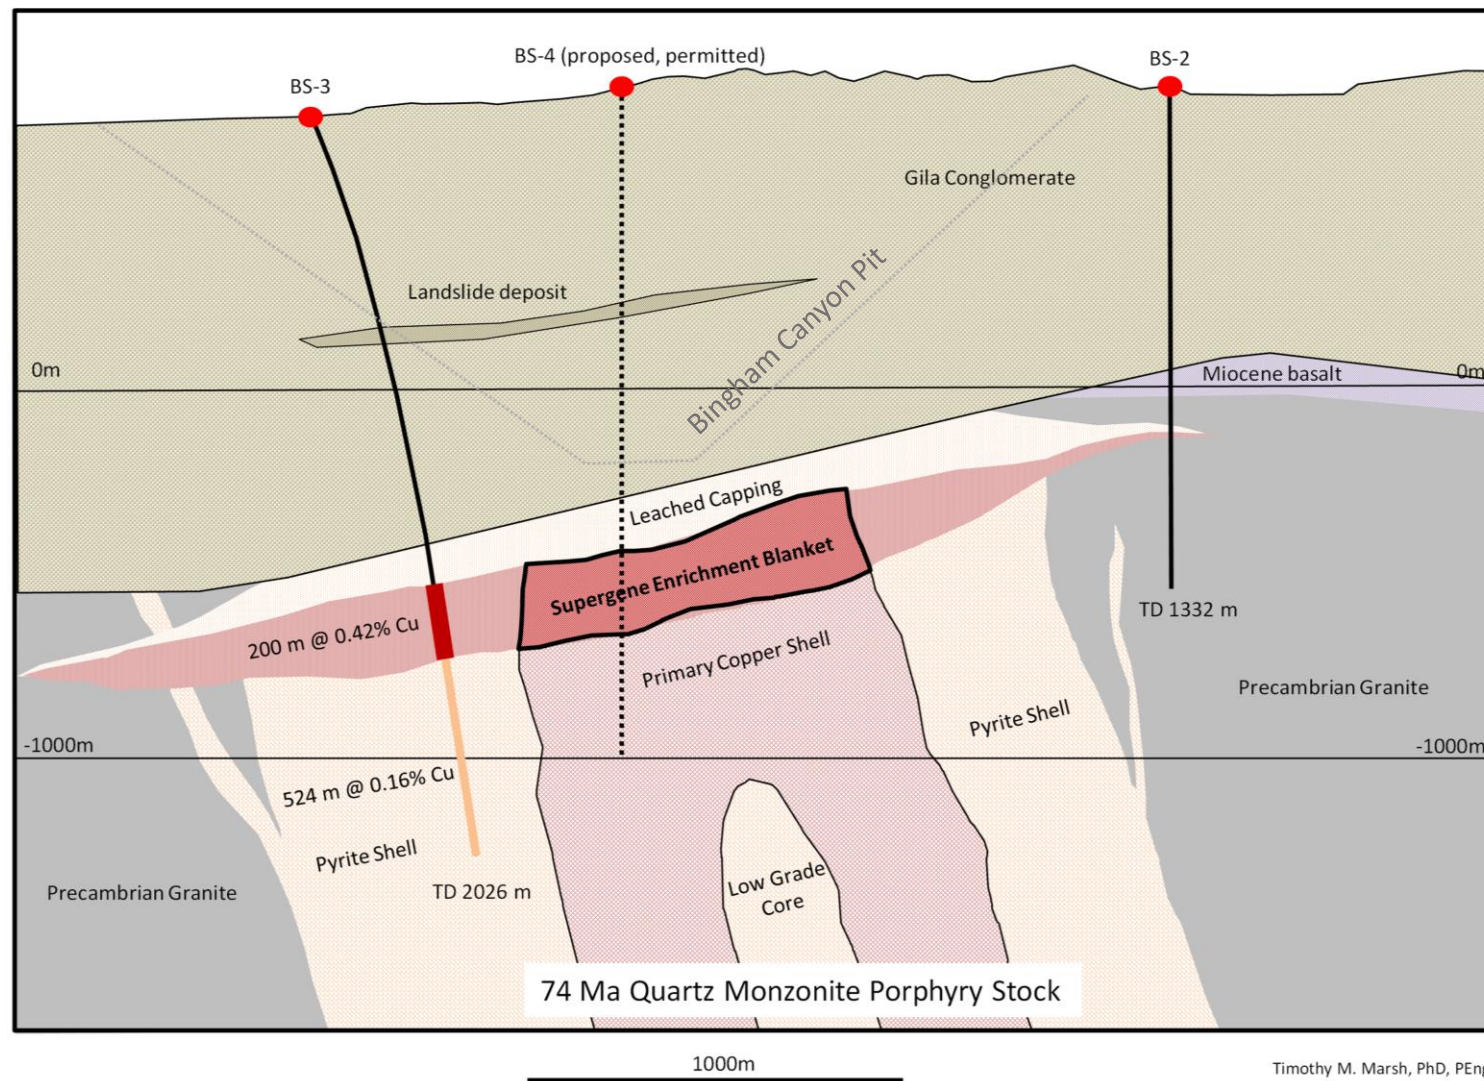 BS-3
BS-4 (proposed, permitted)
BS-2
Gila Conglomerate
Landslide deposit
Bingham Canyon Pit
0m
Miocene basalt
0m
Leached Capping
Supergene Enrichment Blanket
200 m @ 0.42% Cu
TD 1332 m
Primary Copper Shell
Precambrian Granite
Pyrite Shell
-1000m
-1000m
524 m @ 0.16% Cu
Pyrite Shell
Precambrian Granite
TD 2026 m
Low Grade
Core
74 Ma Quartz Monzonite Porphyry Stock
1000m
Timothy M. Marsh, PhD, PEng